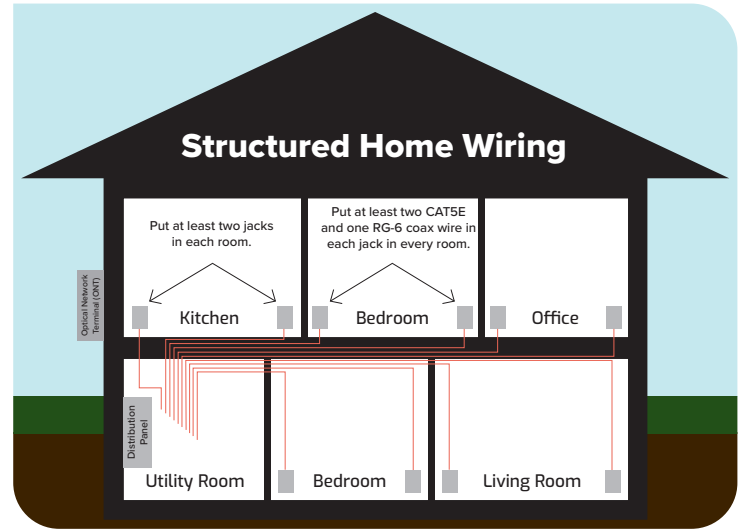 Structured Home Wiring
Put at least two jacks
in each room.
Put at least two CAT5E
and one RG-6 coax wire in
each jack in every room.
Optical Network
Terminal (ONT)
Kitchen
Bedroom
Office
Distribution
Panel
Utility Room
Bedroom
Living Room